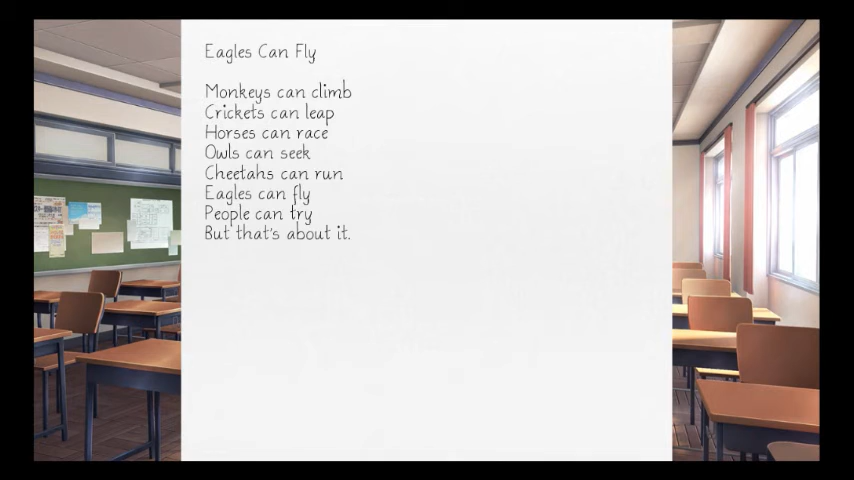 Eagles Can Fly
Monkeys can climb
Crickets can leap
Horses can race
Owls can seek
Cheetahs can run
Eagles can fly
People can try
But that's about it.